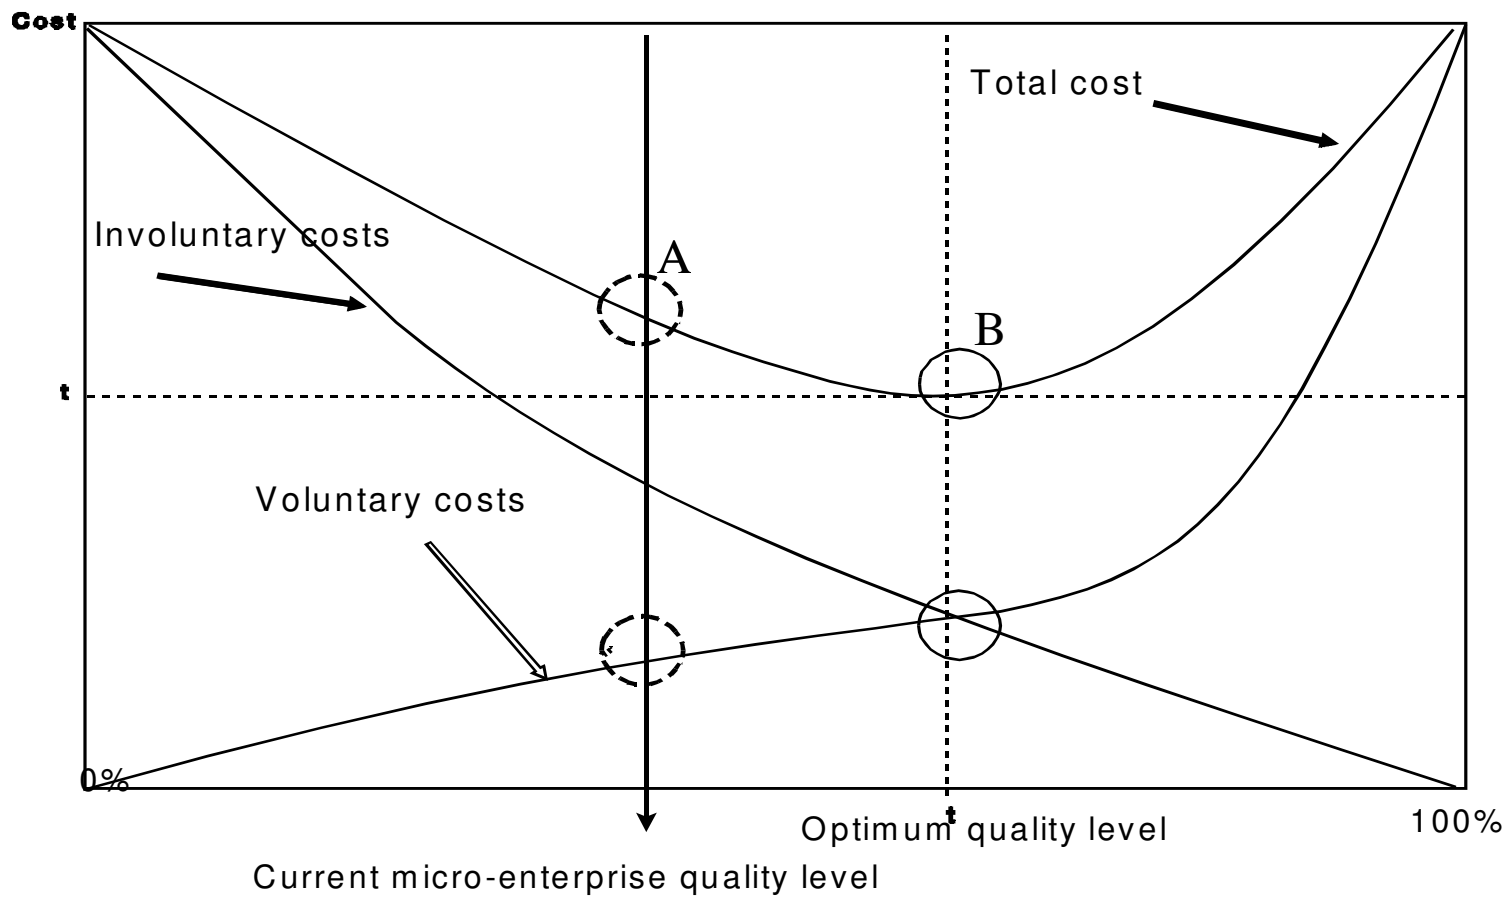 Cost
Total cost
Involuntary costs
A
B
t
Voluntary costs
0%
t
Optimum quality level
100%
Current micro-enterprise quality level